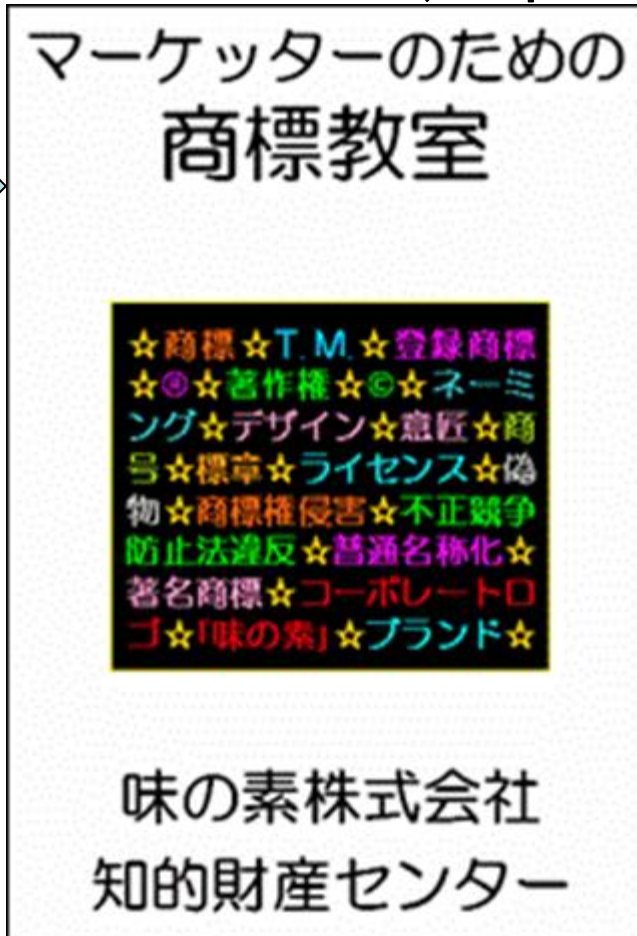 マーケッターのための
商標教室
☆商標☆T.M.☆登録商標
☆®☆著作権☆©☆ネーミ
ング☆デザイン☆意匠☆商
号☆標章☆ライセンス☆偽
物☆商標権侵害☆不正競争
防止法違反☆普通名称化☆
著名商標☆コーポレートロ
ゴ☆「味の素」☆ブランド☆
味の素株式会社
知的財産センター